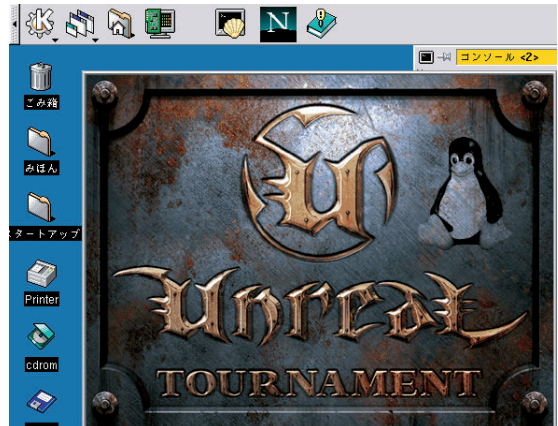 コンソール <2>
ごみ箱
みほん
スタートアップ
Printer
cdrom
UNREAL
TOURNAMENT